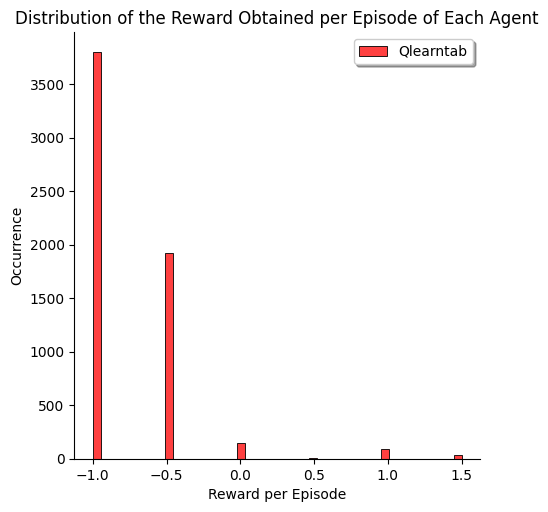 Distribution of the Reward Obtained per Episode of Each Agent
Qlearntab
3500
3000
2500
2000
1500
1000
500
0
Occurrence
−1.0 −0.5 0.0 0.5 1.0 1.5
Reward per Episode